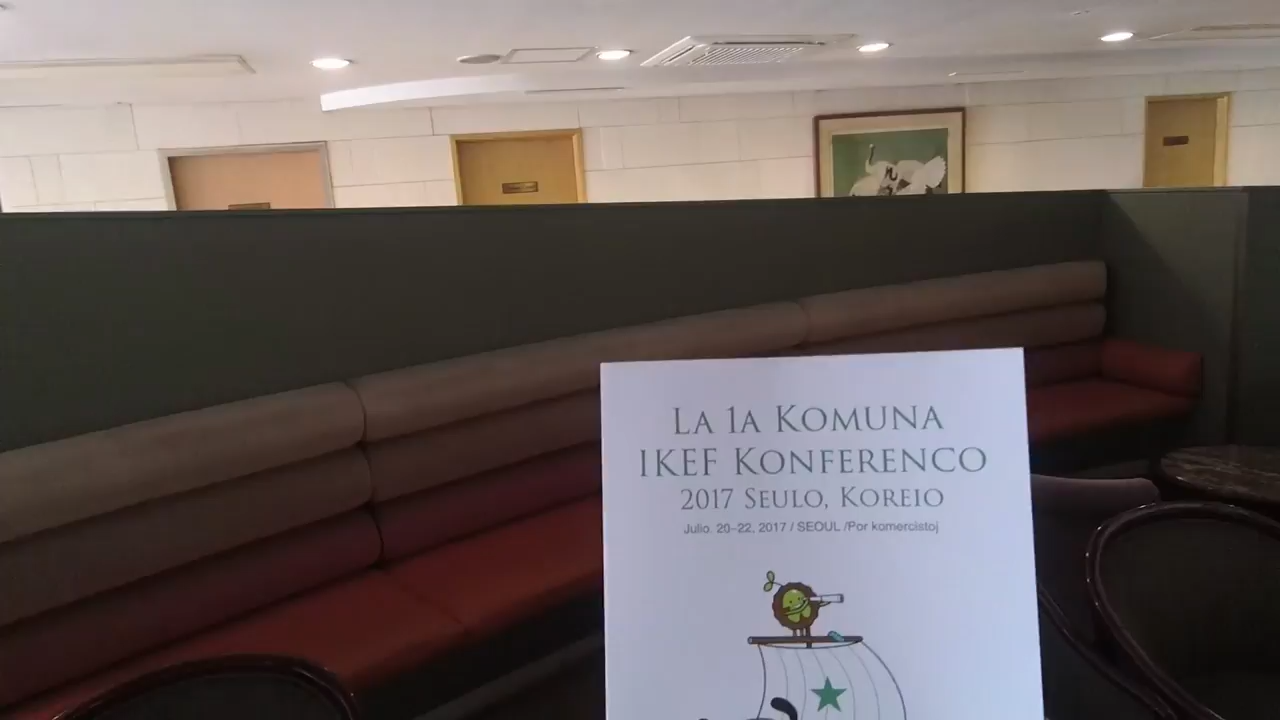 La 1a Komuna
IKEF Konferenco
2017 Seulo, Koreio
Julio. 20-22, 2017 / SEOUL /Por komercistoj